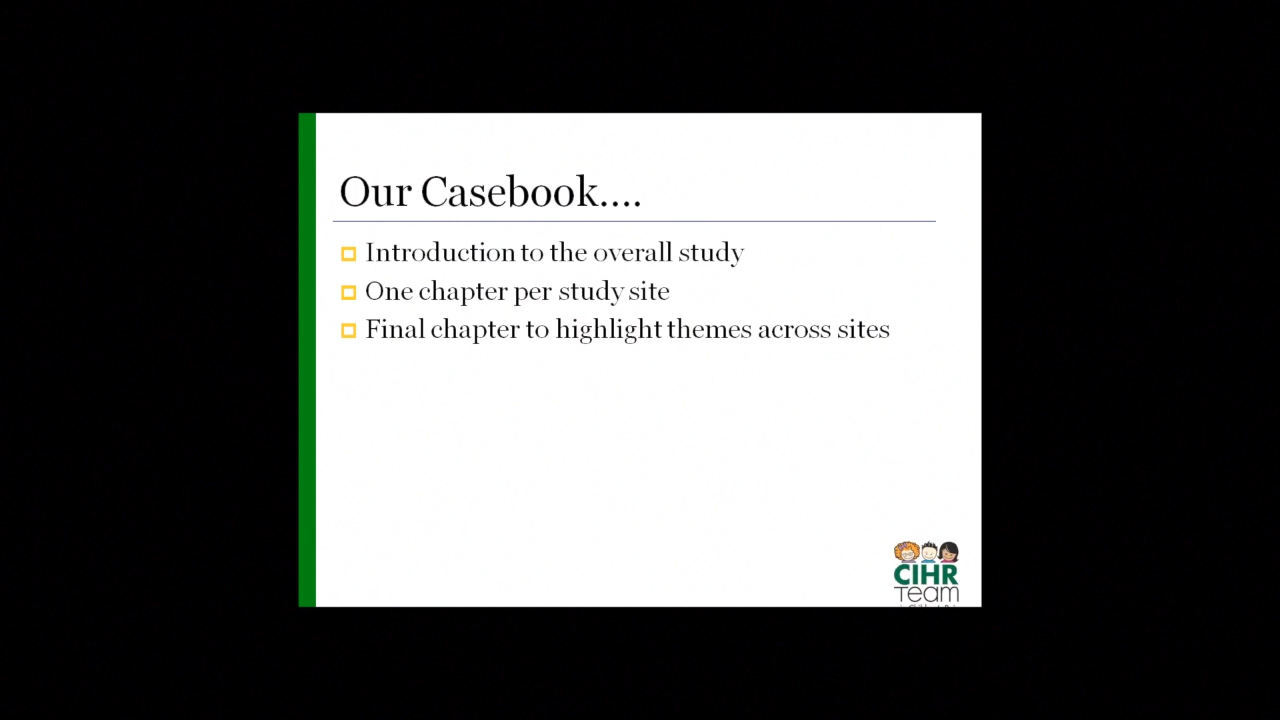 Our Casebook....
Introduction to the overall study
One chapter per study site
Final chapter to highlight themes across sites
CIHR
Team